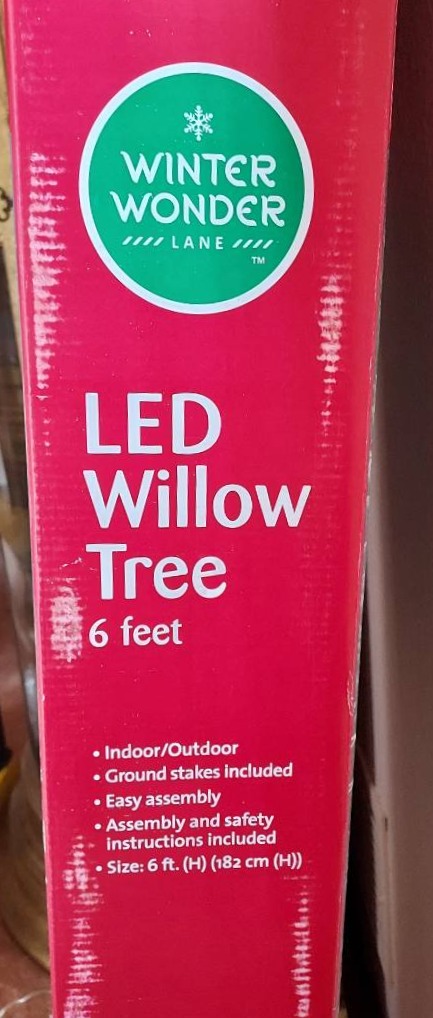 WINTER
WONDER
LANE
TM
LED
Willow
Tree
6 feet
• Indoor/Outdoor
• Ground stakes included
• Easy assembly
• Assembly and safety
instructions included
• Size: 6 ft. (H) (182 cm (H))